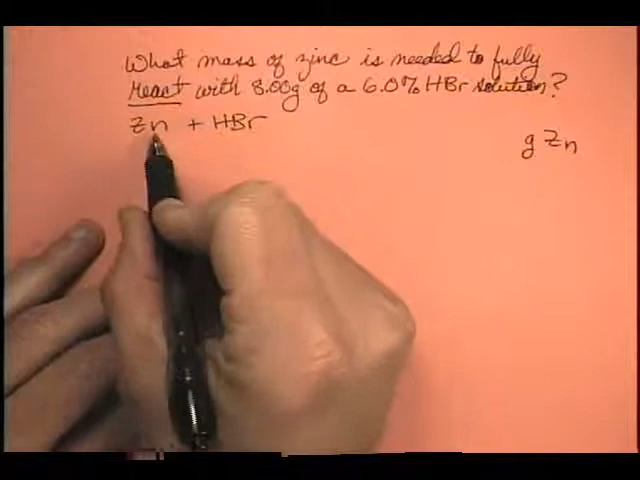 What mass of zinc is needed to fully
react with 8.00g of a 6.0% HBr solution?
Zn + HBr
g Zn